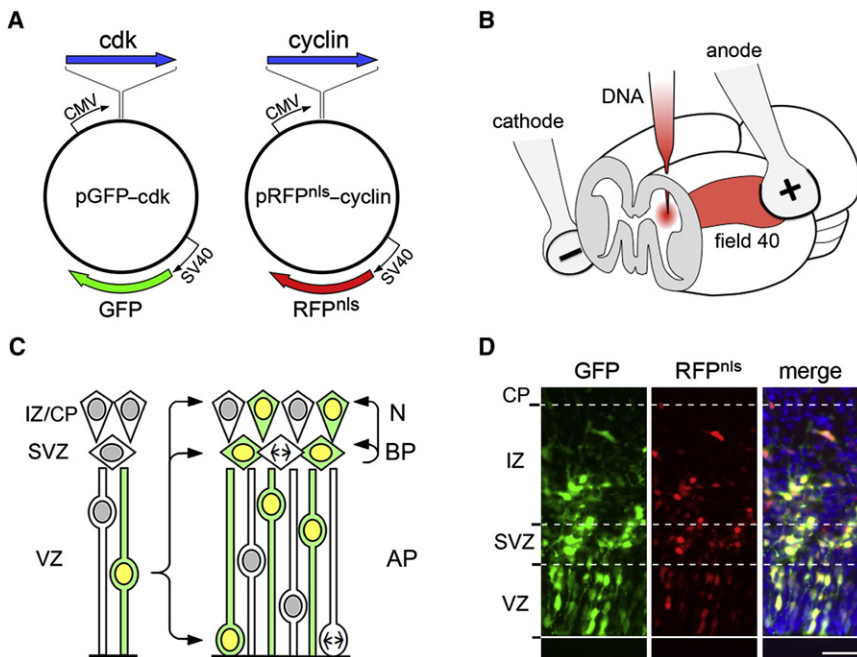 A
cdk
CMV
pGFP–cdk
SV40
GFP
cyclin
CMV
pRFPnls–cyclin
SV40
RFPnls
B
DNA
anode
cathode
+
–
field 40
C
IZ/CP
SVZ
VZ
N
BP
AP
D
GFP RFPnls merge
CP
IZ
SVZ
VZ